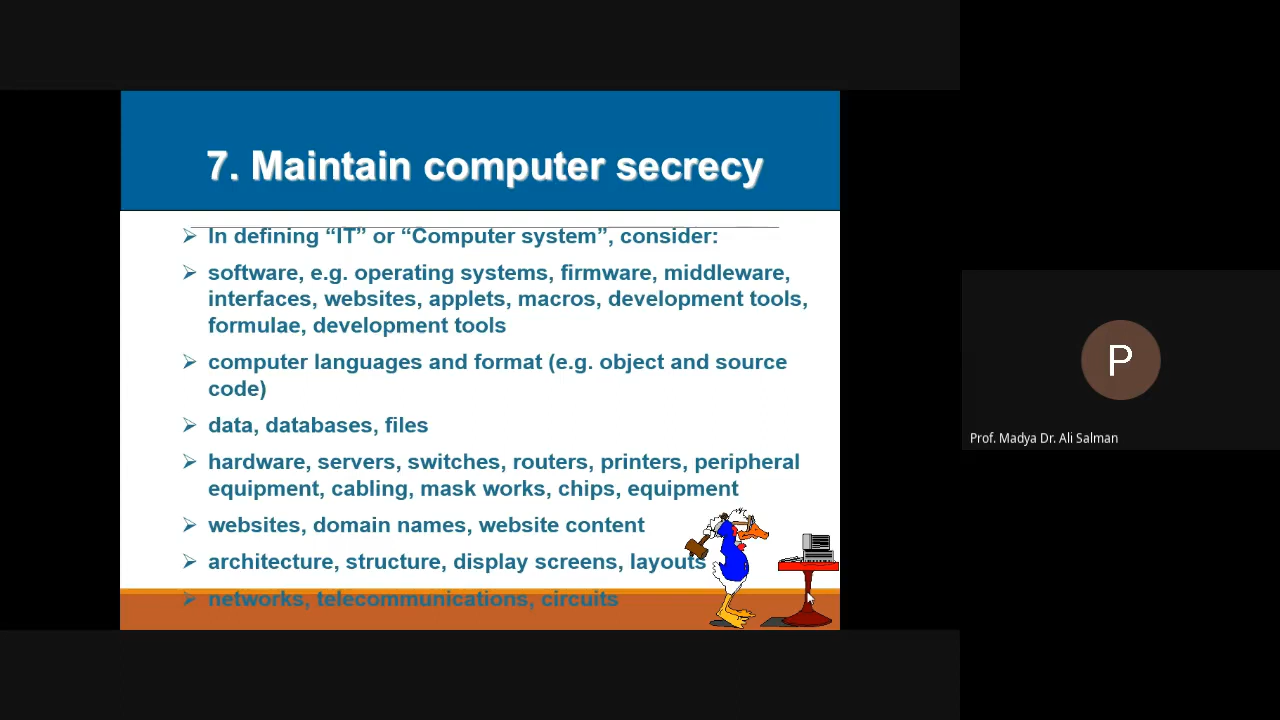 7. Maintain computer secrecy
➢ In defining “IT” or “Computer system”, consider:
➢ software, e.g. operating systems, firmware, middleware,
interfaces, websites, applets, macros, development tools,
formulae, development tools
➢ computer languages and format (e.g. object and source
code)
➢ data, databases, files
➢ hardware, servers, switches, routers, printers, peripheral
equipment, cabling, mask works, chips, equipment
➢ websites, domain names, website content
➢ architecture, structure, display screens, layouts
➢ networks, telecommunications, circuits
P
Prof. Madya Dr. Ali Salman